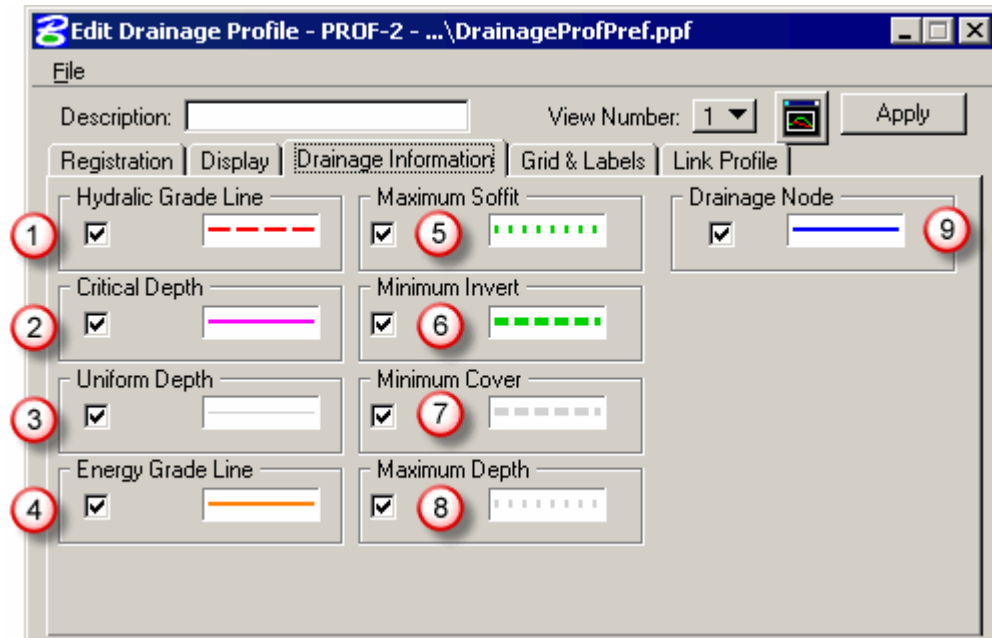 Edit Drainage Profile - PROF-2 - ...\DrainageProfPref.ppf
File
Description:
View Number: 1
Apply
Registration
Display
Drainage Information
Grid & Labels
Link Profile
Hydralic Grade Line
Maximum Soffit
Drainage Node
1
5
9
Critical Depth
Minimum Invert
2
6
Uniform Depth
Minimum Cover
3
7
Energy Grade Line
Maximum Depth
4
8